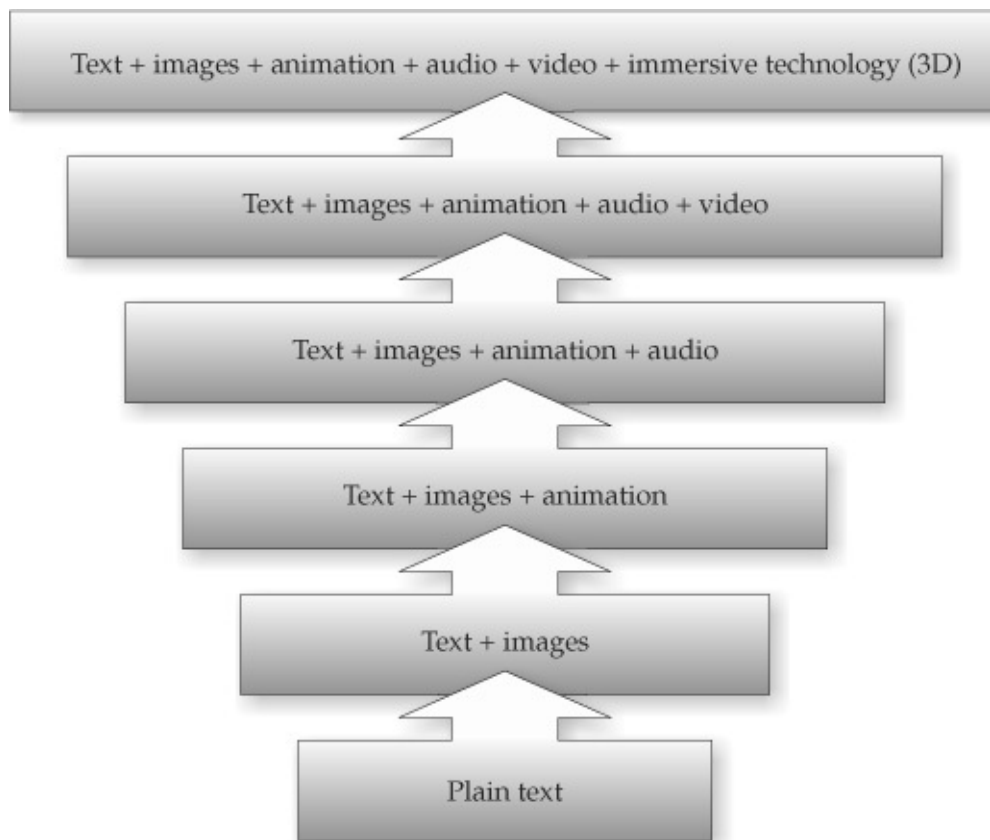 Text + images + animation + audio + video + immersive technology (3D)
Text + images + animation + audio + video
Text + images + animation + audio
Text + images + animation
Text + images
Plain text